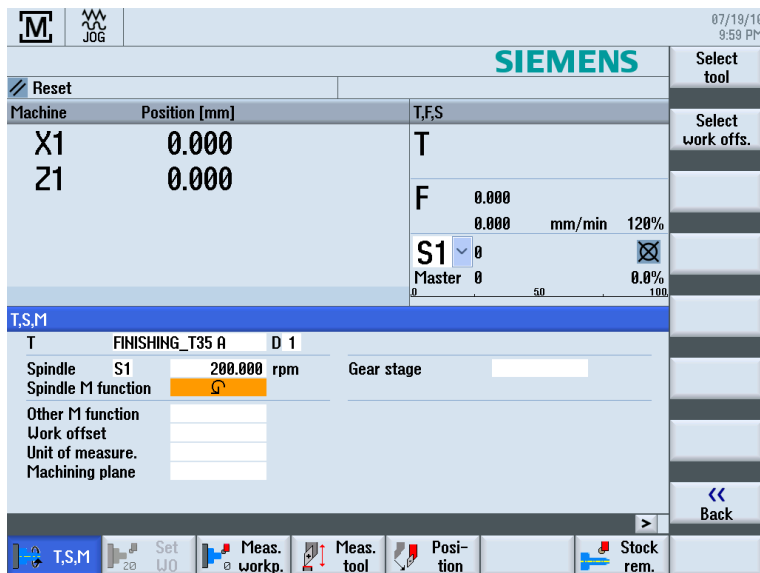 M
JOG
07/19/10
9:59 PM
SIEMENS
Select
tool
Reset
Machine Position [mm]
T,F,S
Select
work offs.
X1 0.000
T
Z1 0.000
F 0.000
0.000 mm/min 120%
S1 0
Master 0 0.0%
0 50 100
T,S,M
T FINISHING_T35 A D 1
Spindle S1 200.000 rpm Gear stage
Spindle M function
Other M function
Work offset
Unit of measure.
Machining plane
<<
Back
>
T,S,M
20 Set
WO
0 Meas.
workp.
Meas.
tool
Posi-
tion
Stock
rem.